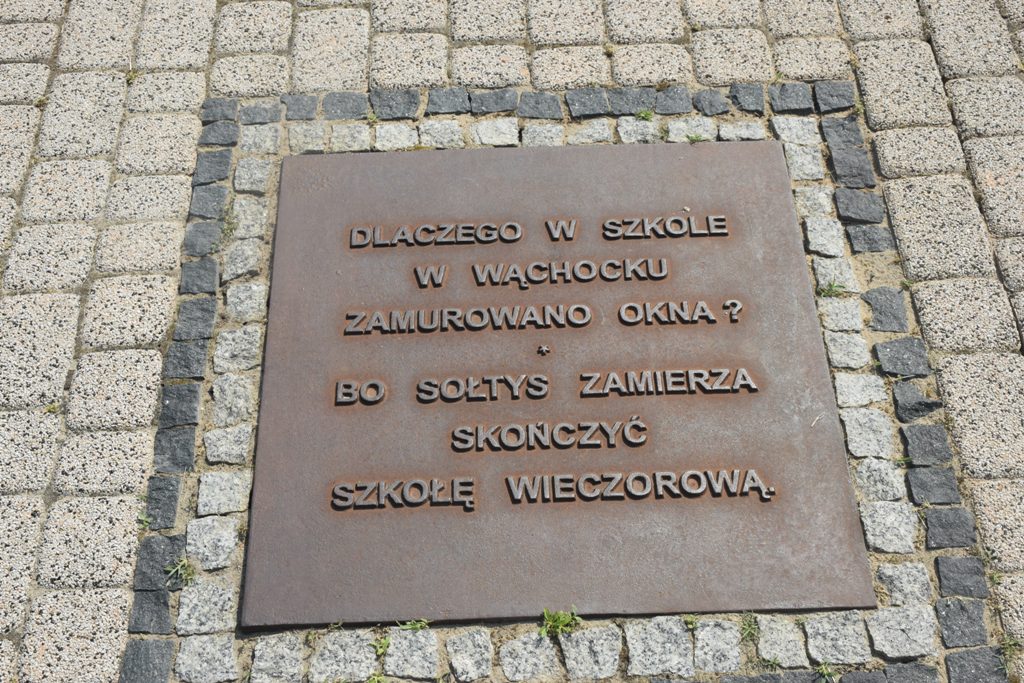 DLACZEGO W SZKOLE
W WĄCHOCKU
ZAMUROWANO OKNA?
*
BO SOŁTYS ZAMIERZA
SKOŃCZYĆ
SZKOŁĘ WIECZOROWĄ.